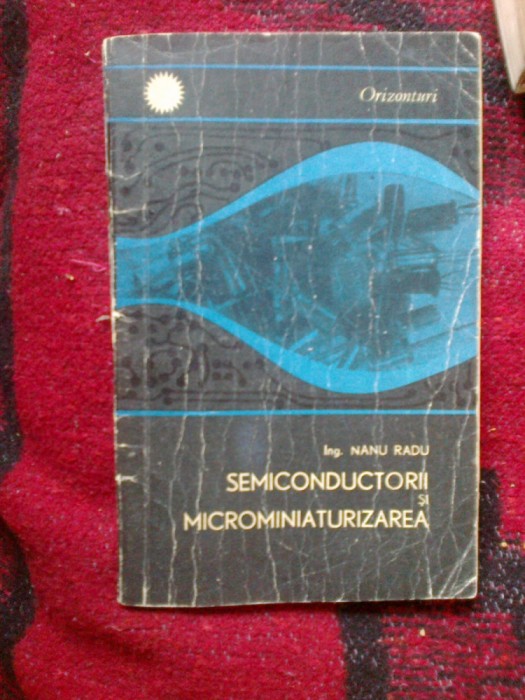 Orizonturi
Ing. NANU RADU
SEMICONDUCTORII
ȘI
MICROMINIATURIZAREA